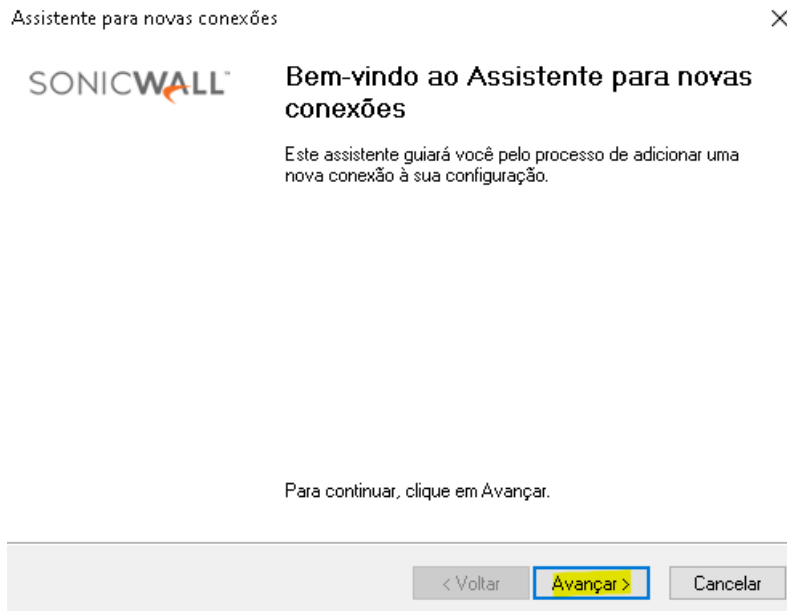 Assistente para novas conexões
SONICWALL™
Bem-vindo ao Assistente para novas
conexões
Este assistente guiará você pelo processo de adicionar uma
nova conexão à sua configuração.
Para continuar, clique em Avançar.
< Voltar
Avançar >
Cancelar